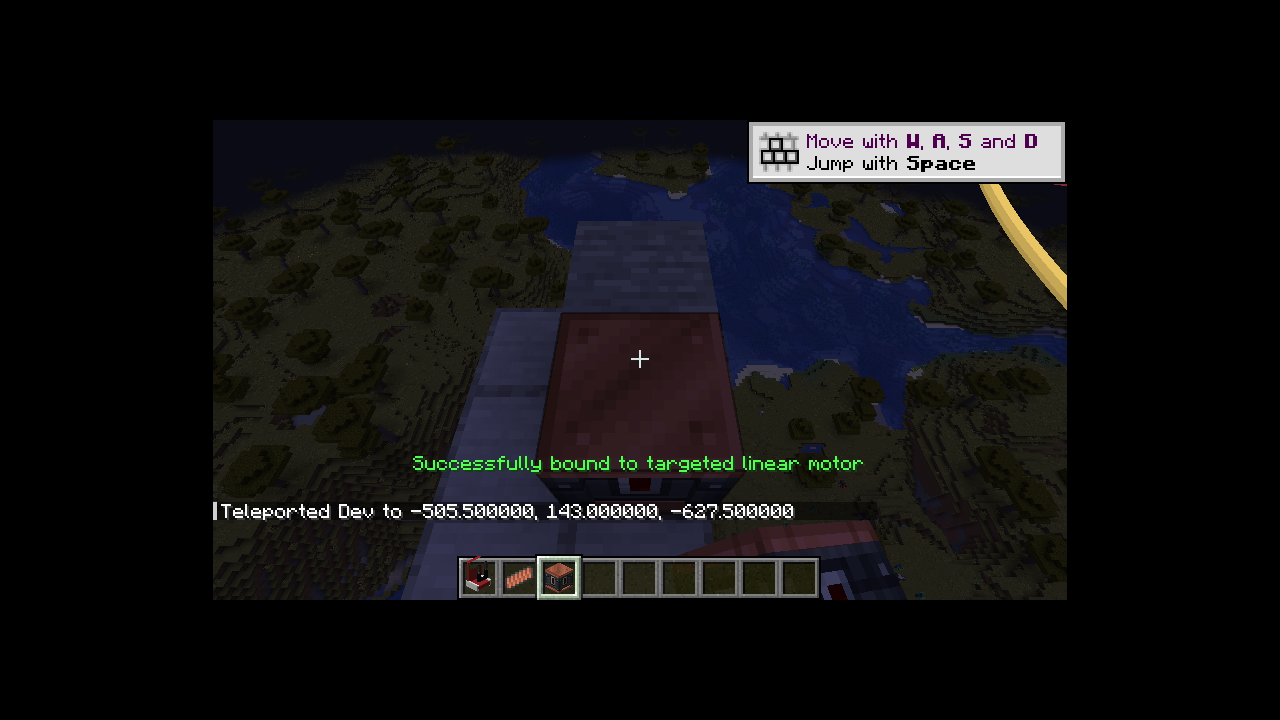 Move with W, A, S and D
Jump with Space
Successfully bound to targeted linear motor
Teleported Dev to -505.500000, 143.000000, -627.500000